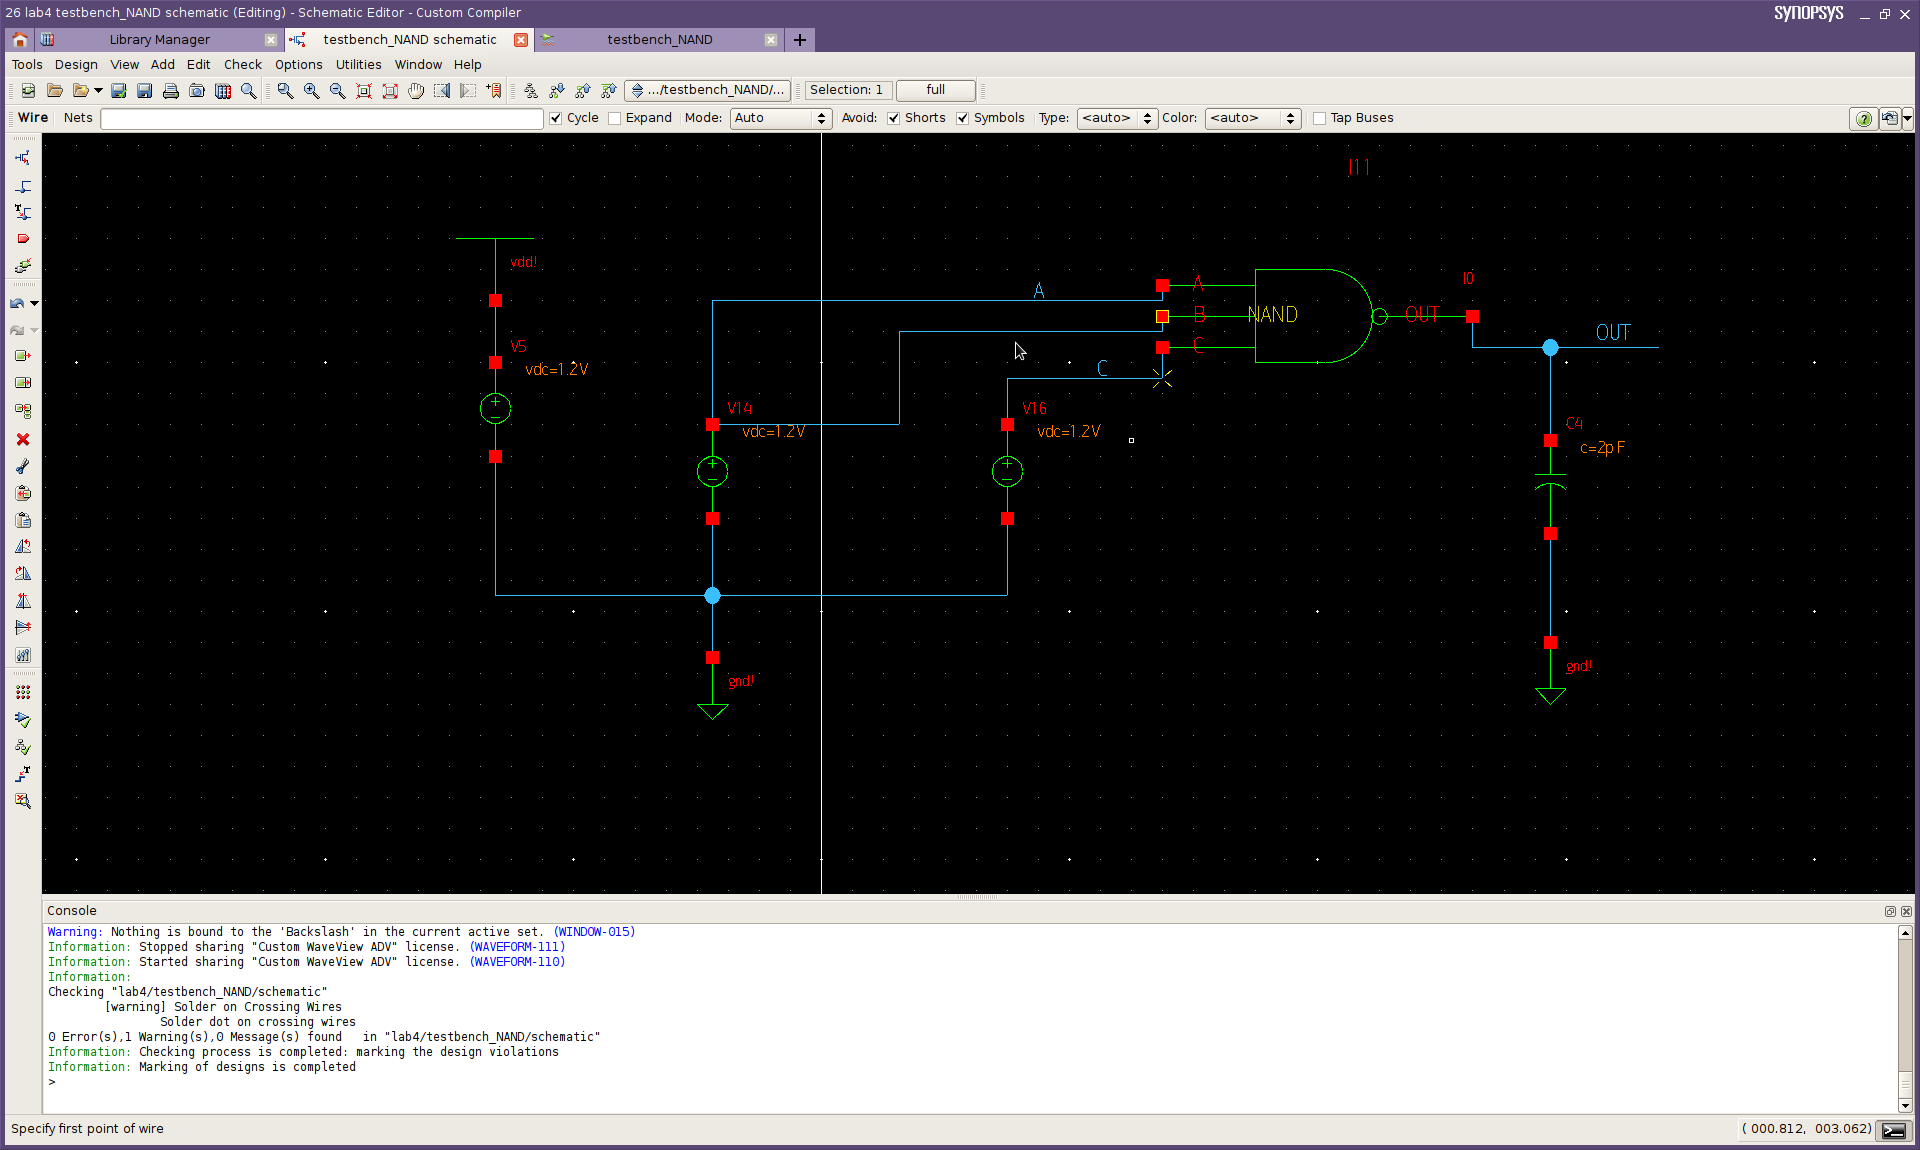 26 lab4 testbench_NAND schematic (Editing) - Schematic Editor - Custom Compiler
SYNOPSYS
Library Manager
testbench_NAND schematic
testbench_NAND
Tools Design View Add Edit Check Options Utilities Window Help
.../testbench_NAND/...
Selection: 1
full
Wire Nets Cycle Expand Mode: Auto Avoid: Shorts Symbols Type: <auto> Color: <auto> Tap Buses
I11
vdd!
A
A
I0
B
NAND
OUT
OUT
V5
C
vdc=1.2V
C
V14
V16
vdc=1.2V
vdc=1.2V
C4
c=2pF
gnd!
gnd!
Console
Warning: Nothing is bound to the 'Backslash' in the current active set. (WINDOW-015)
Information: Stopped sharing "Custom WaveView ADV" license. (WAVEFORM-111)
Information: Started sharing "Custom WaveView ADV" license. (WAVEFORM-110)
Information:
Checking "lab4/testbench_NAND/schematic"
[warning] Solder on Crossing Wires
Solder dot on crossing wires
0 Error(s),1 Warning(s),0 Message(s) found in "lab4/testbench_NAND/schematic"
Information: Checking process is completed: marking the design violations
Information: Marking of designs is completed
>
Specify first point of wire
( 000.812, 003.062)